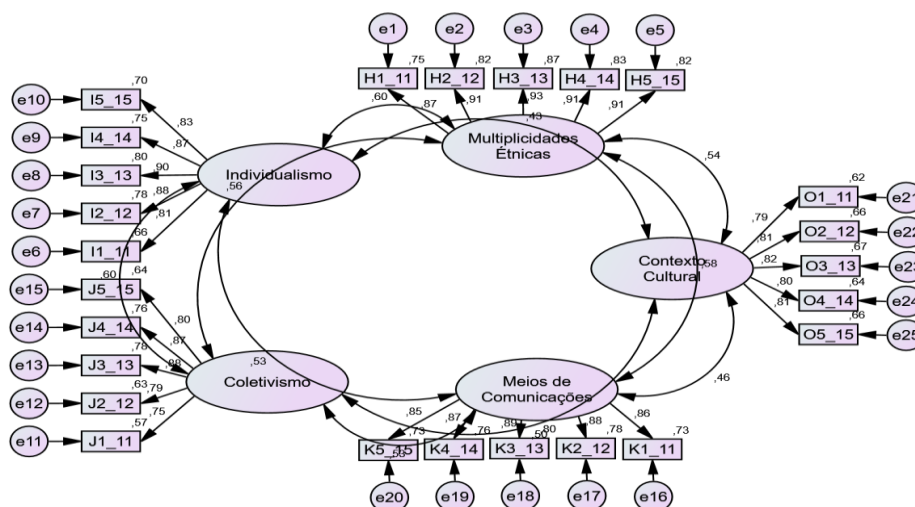 e1
e2
e3
e4
e5
,75
,82
,87
,83
,82
H1_11
H2_12
H3_13
H4_14
H5_15
,87
,91
,93
,91
,91
Multiplicidades
Étnicas
,60
,43
,54
e10
I5_15
,70
e9
I4_14
,75
e8
I3_13
,80
e7
I2_12
,78
e6
I1_11
,66
,83
,87
,90
,88
,81
Individualismo
,56
,60
e15
J5_15
,64
e14
J4_14
,76
e13
J3_13
,78
e12
J2_12
,63
e11
J1_11
,57
,80
,87
,88
,79
,75
Coletivismo
,53
Contexto
Cultural
,58
,79
,81
,82
,80
,81
O1_11
,62
e21
O2_12
,66
e22
O3_13
,67
e23
O4_14
,64
e24
O5_15
,66
e25
,46
Meios de
Comunicações
,85
,87
,89
,88
,86
,73
,76
,80
,78
,73
,50
,53
K5_15
K4_14
K3_13
K2_12
K1_11
e20
e19
e18
e17
e16